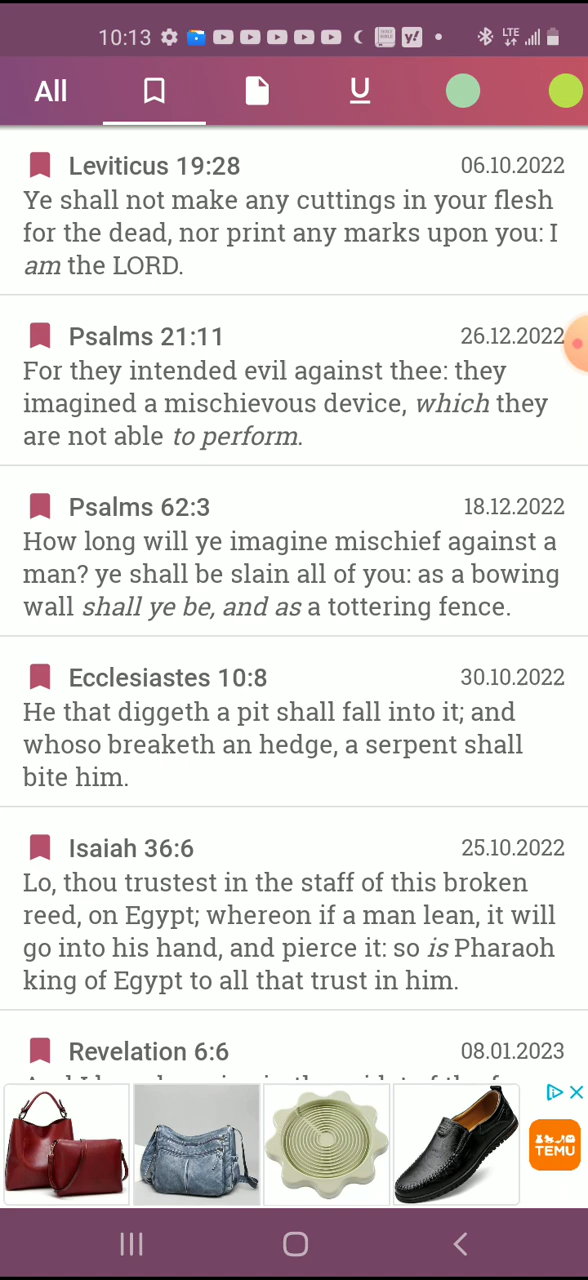 10:13
LTE
All
U
Leviticus 19:28 06.10.2022
Ye shall not make any cuttings in your flesh
for the dead, nor print any marks upon you: I
am the LORD.
Psalms 21:11 26.12.2022
For they intended evil against thee: they
imagined a mischievous device, which they
are not able to perform.
Psalms 62:3 18.12.2022
How long will ye imagine mischief against a
man? ye shall be slain all of you: as a bowing
wall shall ye be, and as a tottering fence.
Ecclesiastes 10:8 30.10.2022
He that diggeth a pit shall fall into it; and
whoso breaketh an hedge, a serpent shall
bite him.
Isaiah 36:6 25.10.2022
Lo, thou trustest in the staff of this broken
reed, on Egypt; whereon if a man lean, it will
go into his hand, and pierce it: so is Pharaoh
king of Egypt to all that trust in him.
Revelation 6:6 08.01.2023
TEMU